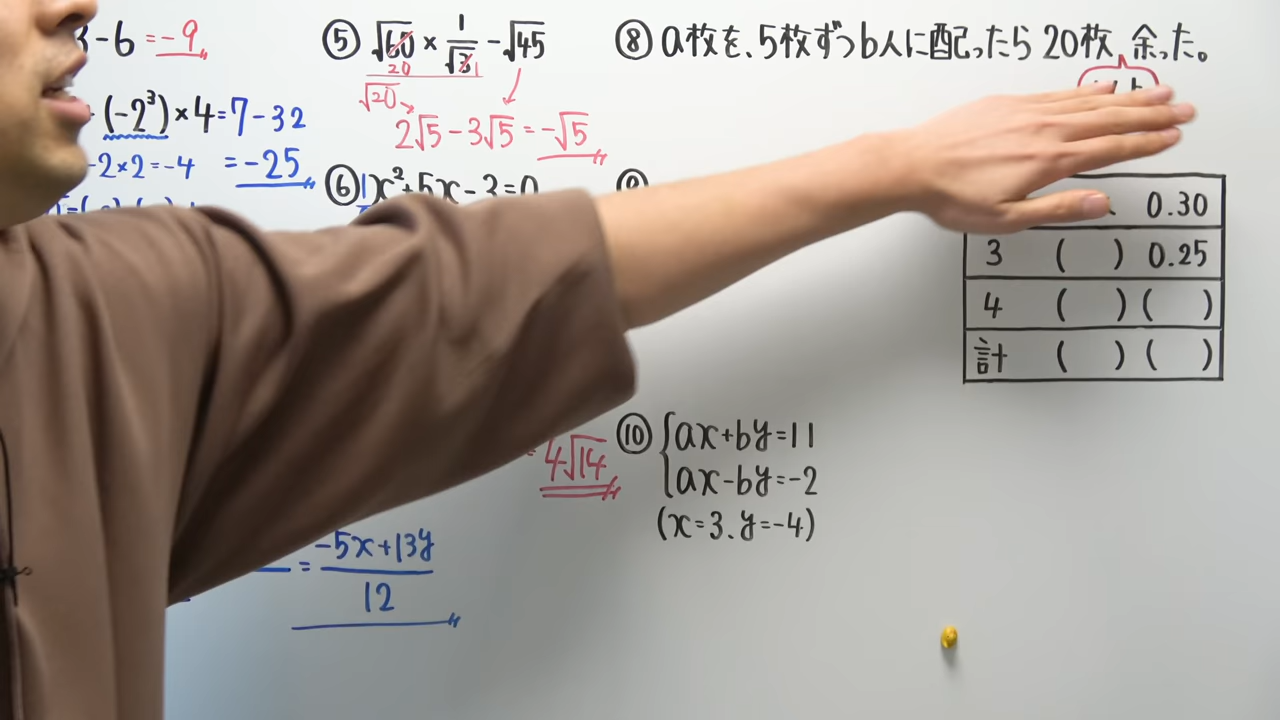 -6 = -9
(-2³)×4=7-32
-2×2=-4 =-25
⑤ √60 × 1/√3 -√45
20 1
√20
2√5-3√5=-√5
⑥ 1x²+5x-3=0
4√14
= -5x+13y/12
⑧ a枚を、5枚ずつb人に配ったら20枚余った。
0.30
3 ( ) 0.25
4 ( ) ( )
計 ( ) ( )
⑩ {ax+by=11
ax-by=-2
(x=3、y=-4)